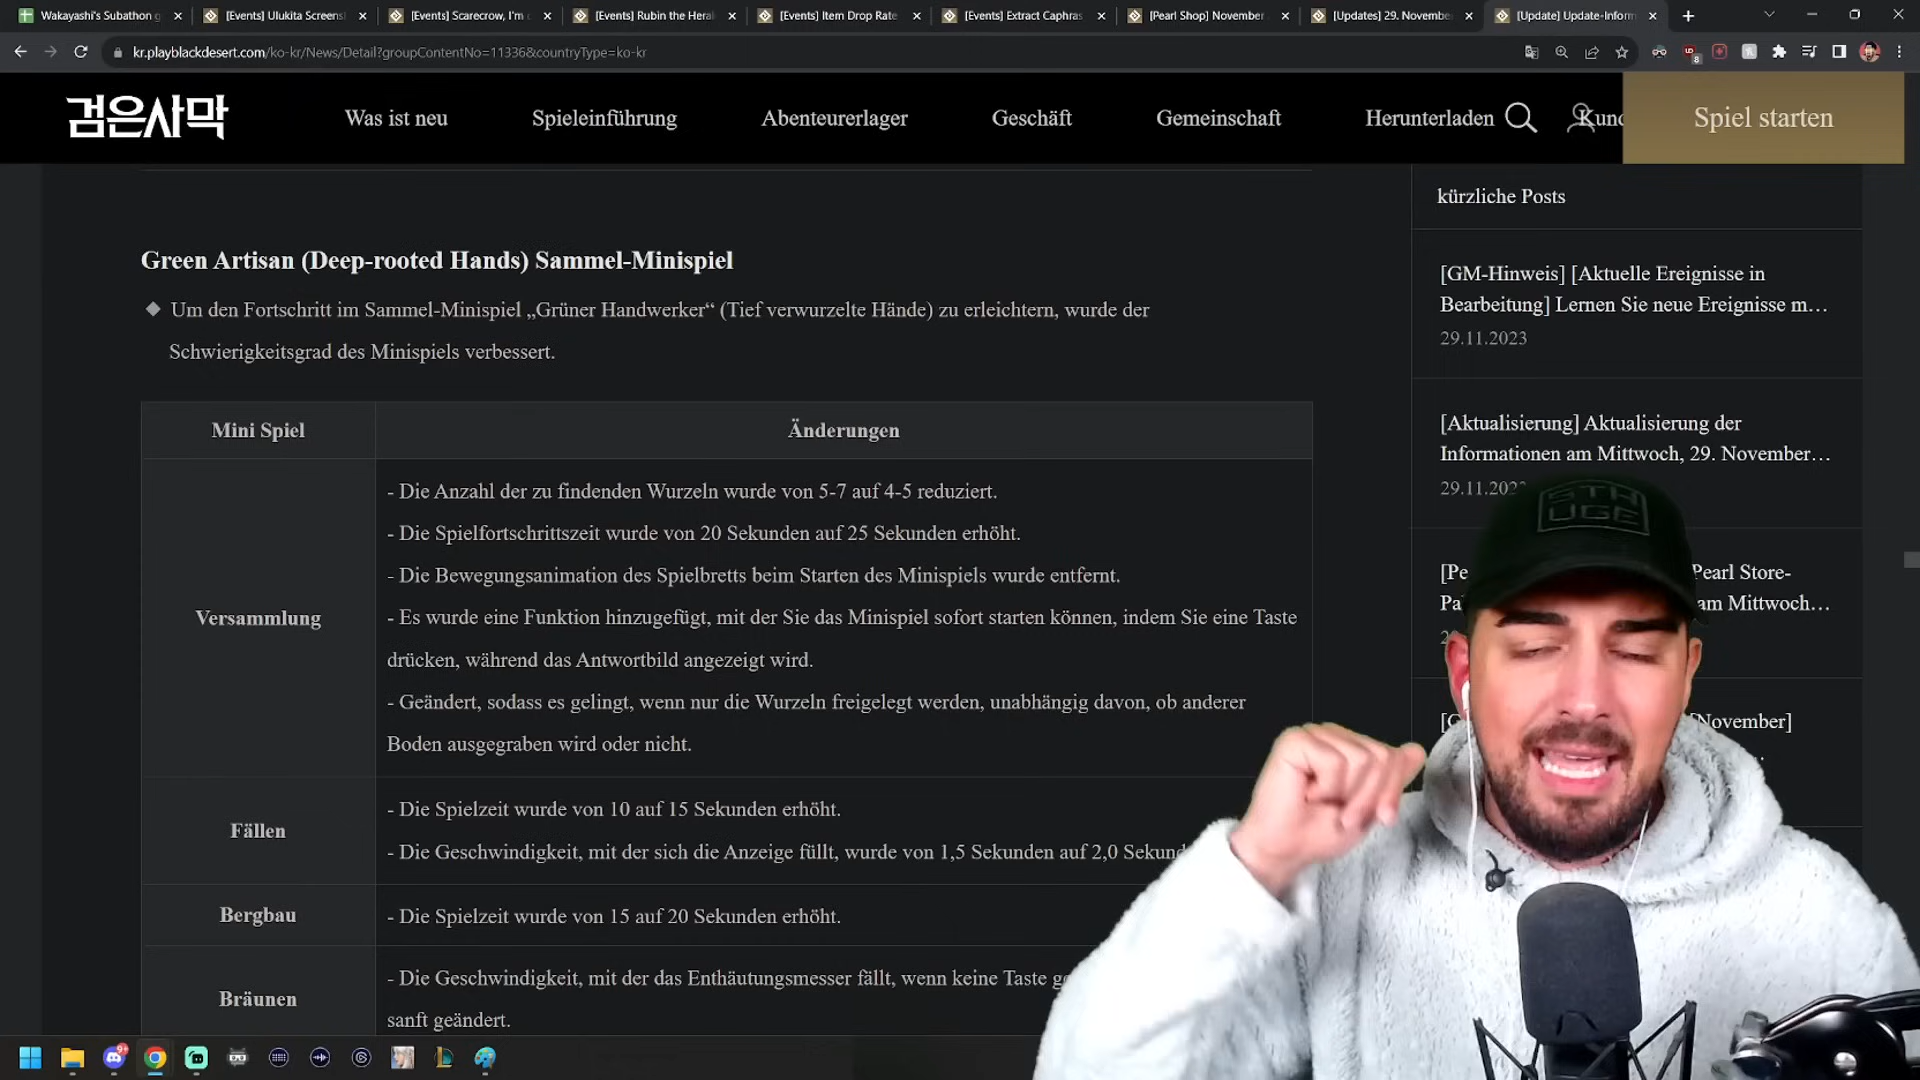 Wakayashi's Subathon g
[Events] Ulukita Screensh
[Events] Scarecrow, I'm c
[Events] Rubin the Heral
[Events] Item Drop Rate
[Events] Extract Caphras
[Pearl Shop] November
[Updates] 29. Novembe
[Update] Update-Inform
kr.playblackdesert.com/ko-kr/News/Detail?groupContentNo=11336&countryType=ko-kr
검은사막
Was ist neu
Spieleinführung
Abenteurerlager
Geschäft
Gemeinschaft
Herunterladen
Kund
Spiel starten
kürzliche Posts
[GM-Hinweis] [Aktuelle Ereignisse in
Bearbeitung] Lernen Sie neue Ereignisse m…
29.11.2023
[Aktualisierung] Aktualisierung der
Informationen am Mittwoch, 29. November…
29.11.202
[Pe
Pearl Store-
Pa
am Mittwoch…
[November]
Green Artisan (Deep-rooted Hands) Sammel-Minispiel
◆ Um den Fortschritt im Sammel-Minispiel „Grüner Handwerker“ (Tief verwurzelte Hände) zu erleichtern, wurde der
Schwierigkeitsgrad des Minispiels verbessert.
Mini Spiel
Änderungen
Versammlung
- Die Anzahl der zu findenden Wurzeln wurde von 5-7 auf 4-5 reduziert.
- Die Spielfortschrittszeit wurde von 20 Sekunden auf 25 Sekunden erhöht.
- Die Bewegungsanimation des Spielbretts beim Starten des Minispiels wurde entfernt.
- Es wurde eine Funktion hinzugefügt, mit der Sie das Minispiel sofort starten können, indem Sie eine Taste
drücken, während das Antwortbild angezeigt wird.
- Geändert, sodass es gelingt, wenn nur die Wurzeln freigelegt werden, unabhängig davon, ob anderer
Boden ausgegraben wird oder nicht.
Fällen
- Die Spielzeit wurde von 10 auf 15 Sekunden erhöht.
- Die Geschwindigkeit, mit der sich die Anzeige füllt, wurde von 1,5 Sekunden auf 2,0 Sekund
Bergbau
- Die Spielzeit wurde von 15 auf 20 Sekunden erhöht.
Bräunen
- Die Geschwindigkeit, mit der das Enthäutungsmesser fällt, wenn keine Taste g
sanft geändert.
STH
UGE